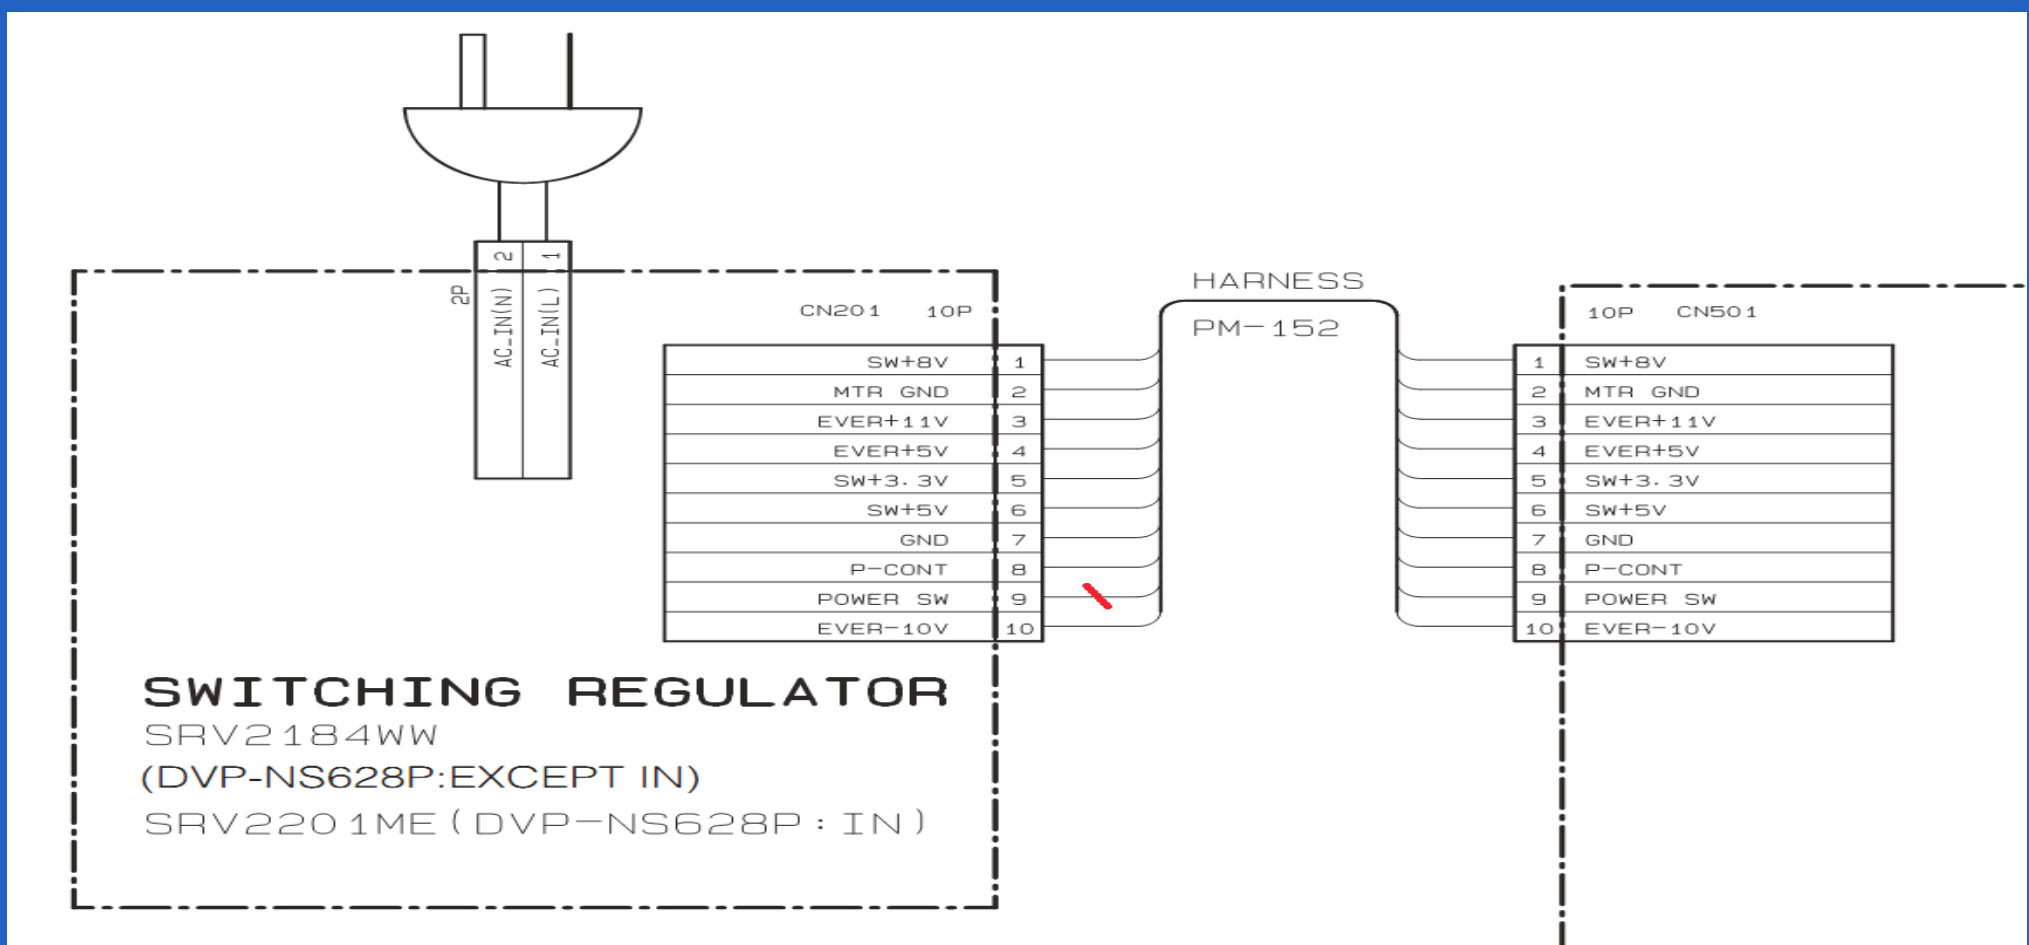 2 1
2P AC_IN(N) AC_IN(L)
HARNESS
PM-152
CN201 10P
SW+8V 1
MTR GND 2
EVER+11V 3
EVER+5V 4
SW+3.3V 5
SW+5V 6
GND 7
P-CONT 8
POWER SW 9
EVER-10V 10
10P CN501
1 SW+8V
2 MTR GND
3 EVER+11V
4 EVER+5V
5 SW+3.3V
6 SW+5V
7 GND
8 P-CONT
9 POWER SW
10 EVER-10V
SWITCHING REGULATOR
SRV2184WW
(DVP-NS628P:EXCEPT IN)
SRV2201ME(DVP-NS628P:IN)